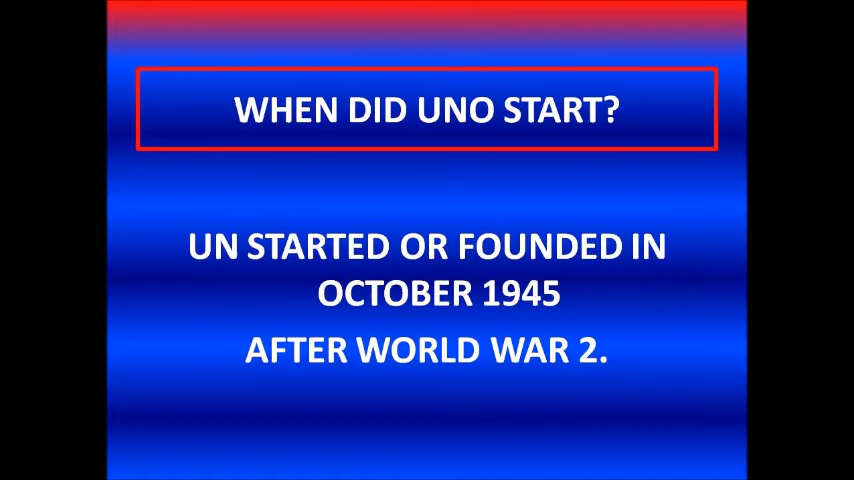 WHEN DID UNO START?
UN STARTED OR FOUNDED IN
OCTOBER 1945
AFTER WORLD WAR 2.